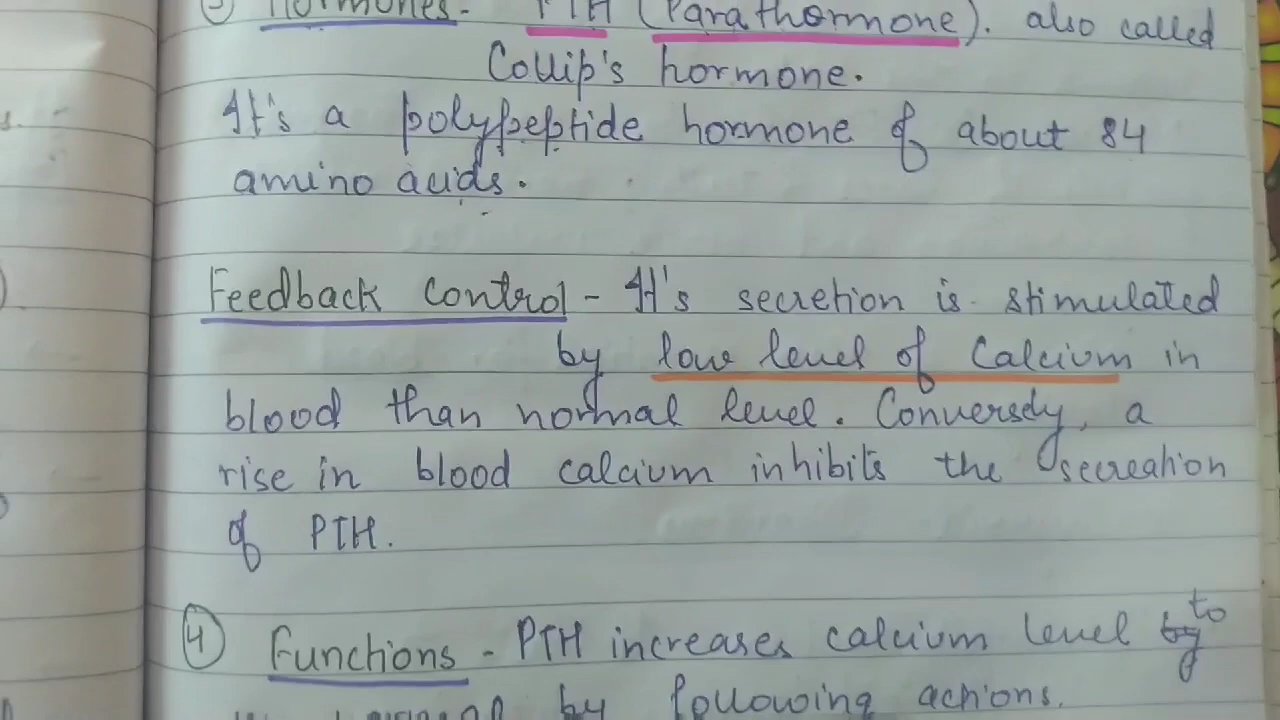 ③ Hormones- PTH (Parathormone). also called
Collip's hormone.
It's a polypeptide hormone of about 84
amino acids.
Feedback control - It's secretion is stimulated
by low level of Calcium in
blood than normal level. Conversely, a
rise in blood calcium inhibits the secreation
of PTH.
④ Functions - PTH increases calcium level by to
by following actions.